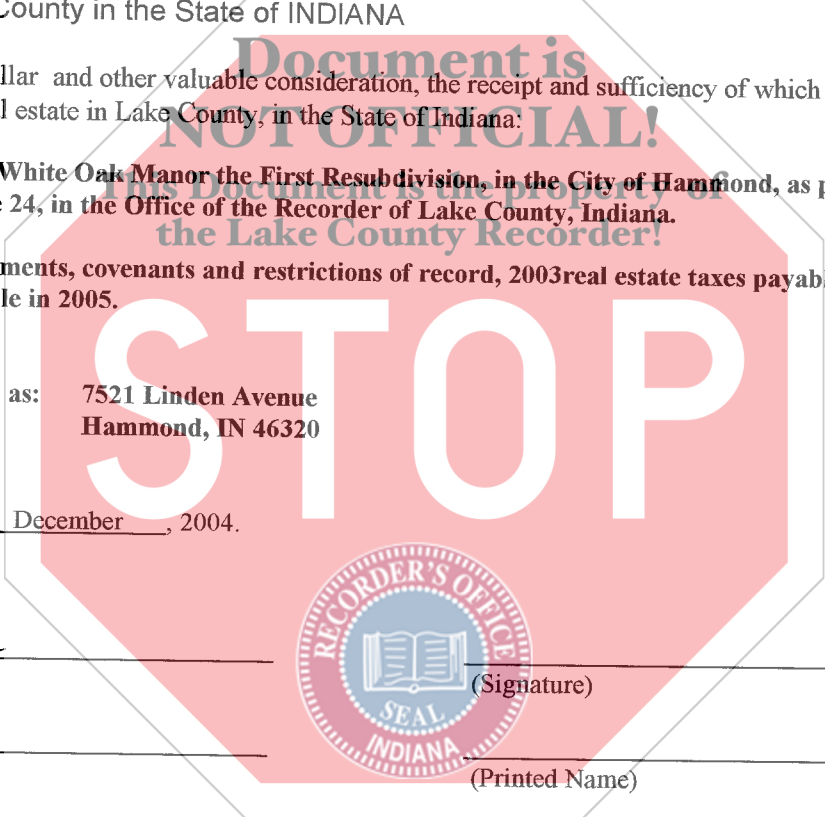 County in the State of INDIANA
Document is
llar and other valuable consideration, the receipt and sufficiency of which
l estate in Lake County, in the State of Indiana:
NOT OFFICIAL!
White Oak Manor the First Resubdivision, in the City of Hammond, as p
This Document is the property of
24, in the Office of the Recorder of Lake County, Indiana.
the Lake County Recorder!
ments, covenants and restrictions of record, 2003real estate taxes payabl
le in 2005.
STOP
as: 7521 Linden Avenue
Hammond, IN 46320
December , 2004.
RECORDER'S OFFICE
SEAL
INDIANA
(Signature)
(Printed Name)